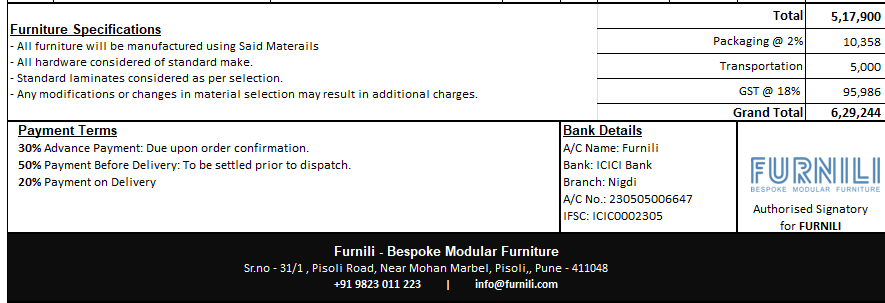 Total 5,17,900
Furniture Specifications
- All furniture will be manufactured using Said Materails
Packaging @ 2% 10,358
- All hardware considered of standard make.
Transportation 5,000
- Standard laminates considered as per selection.
- Any modifications or changes in material selection may result in additional charges.
GST @ 18% 95,986
Grand Total 6,29,244
Payment Terms
30% Advance Payment: Due upon order confirmation.
50% Payment Before Delivery: To be settled prior to dispatch.
20% Payment on Delivery
Bank Details
A/C Name: Furnili
Bank: ICICI Bank
Branch: Nigdi
A/C No.: 230505006647
IFSC: ICIC0002305
FURNILI
BESPOKE MODULAR FURNITURE
Authorised Signatory
for FURNILI
Furnili - Bespoke Modular Furniture
Sr.no - 31/1 , Pisoli Road, Near Mohan Marbel, Pisoli,, Pune - 411048
+91 9823 011 223 | info@furnili.com